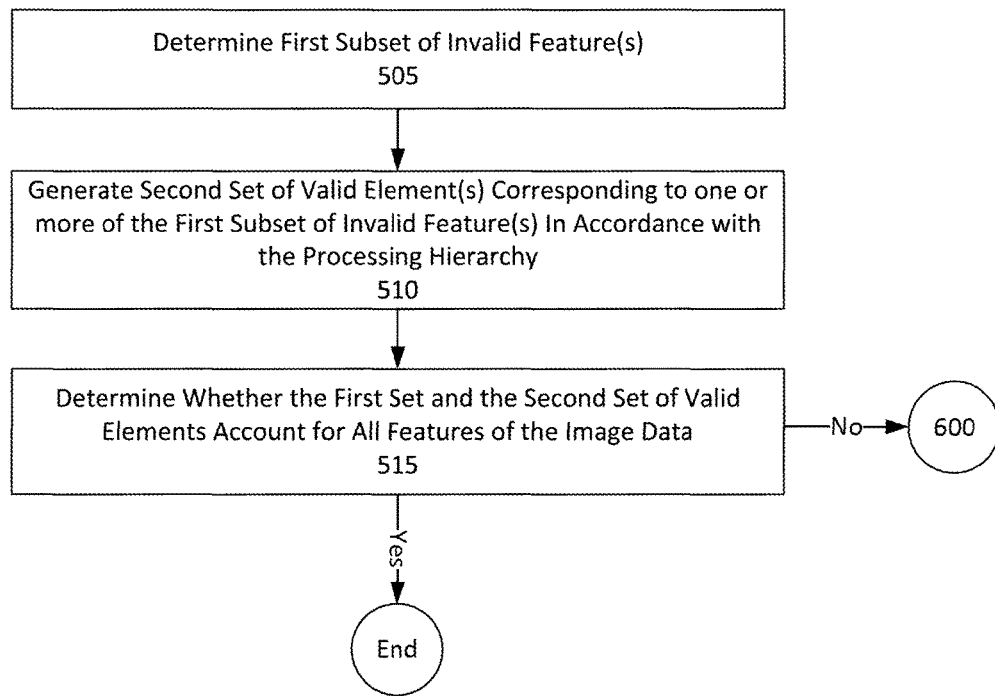 Determine First Subset of Invalid Feature(s)
505
Generate Second Set of Valid Element(s) Corresponding to one or
more of the First Subset of Invalid Feature(s) In Accordance with
the Processing Hierarchy
510
Determine Whether the First Set and the Second Set of Valid
Elements Account for All Features of the Image Data
515
No
600
Yes
End